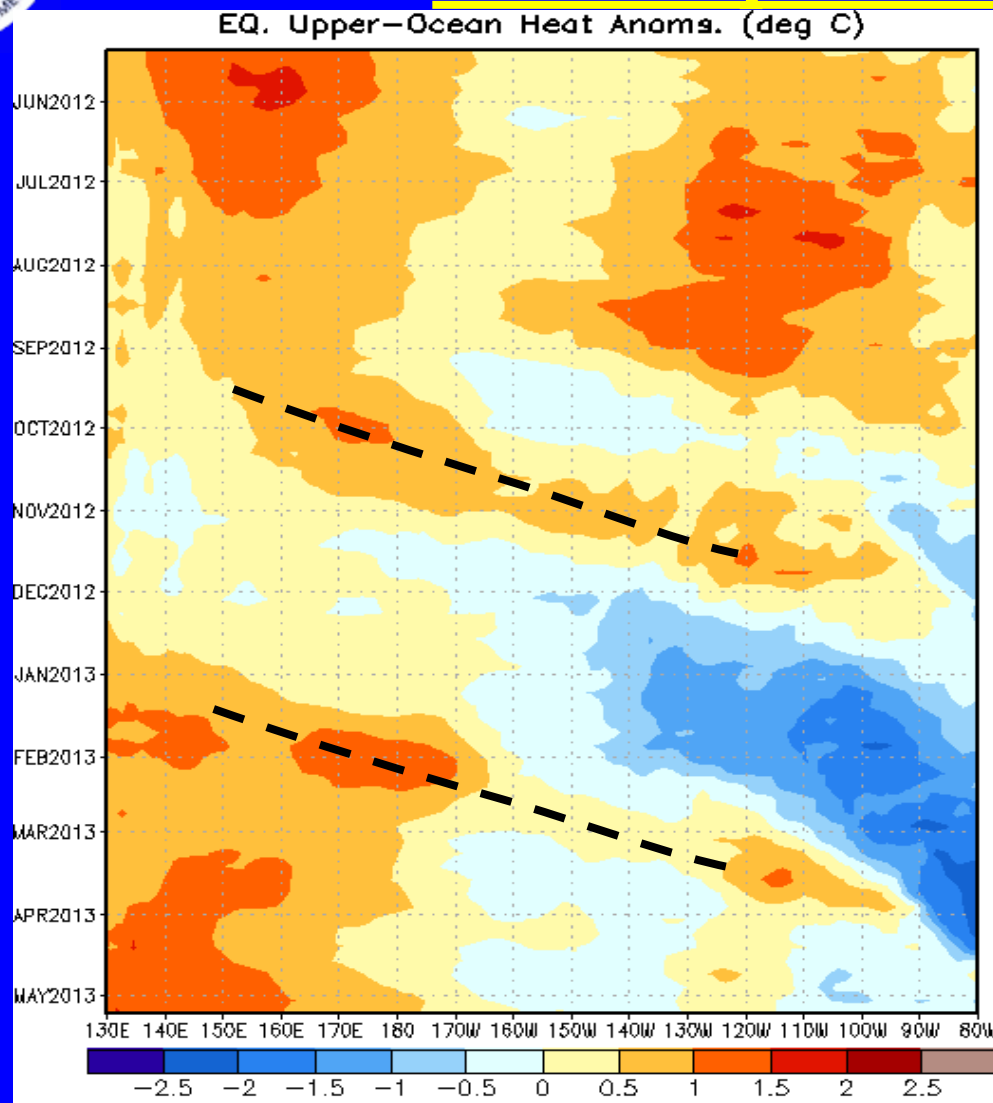 EQ. Upper-Ocean Heat Anoms. (deg C)
JUN2012
JUL2012
AUG2012
SEP2012
OCT2012
NOV2012
DEC2012
JAN2013
FEB2013
MAR2013
APR2013
MAY2013
130E 140E 150E 160E 170E 180 170W 160W 150W 140W 130W 120W 110W 100W 90W 80W
-2.5 -2 -1.5 -1 -0.5 0 0.5 1 1.5 2 2.5